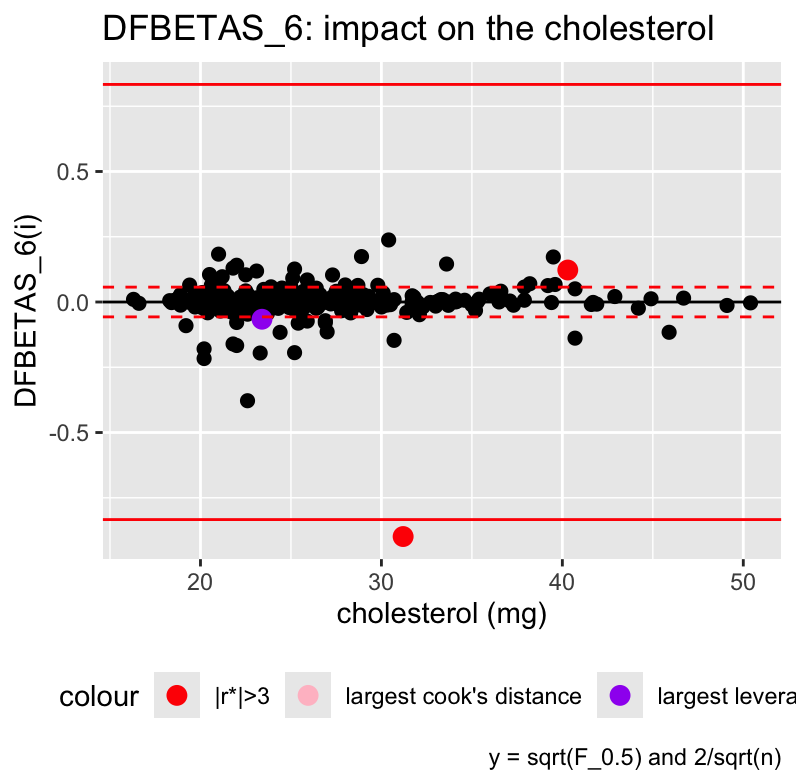 DFBETAS_6: impact on the cholesterol
DFBETAS_6(i)
0.5
0.0
-0.5
20 30 40 50
cholesterol (mg)
colour |r*|>3 largest cook's distance largest levera
y = sqrt(F_0.5) and 2/sqrt(n)